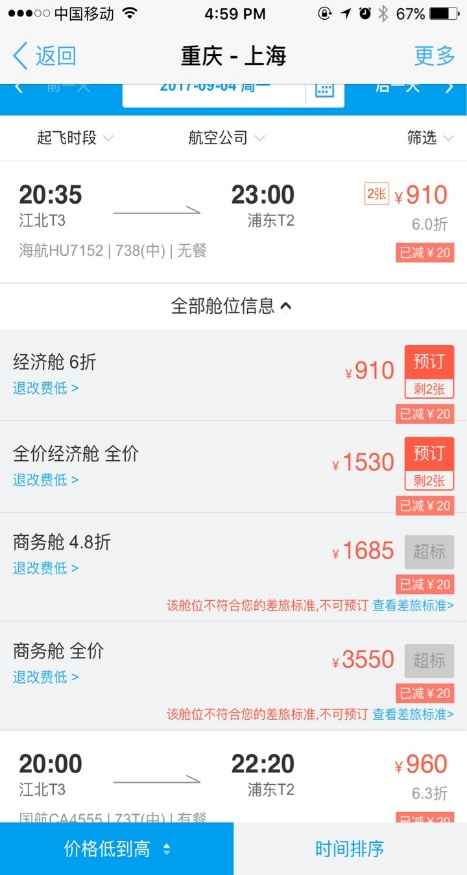 中国移动 4:59 PM 67%
返回 重庆 - 上海 更多
前一天 2017-09-04 周一 后一天
起飞时段 航空公司 筛选
20:35 23:00 2张 ¥910
江北T3 浦东T2 6.0折
海航HU7152 | 738(中) | 无餐 已减¥20
全部舱位信息
经济舱 6折 ¥910 预订
退改费低 > 剩2张
已减¥20
全价经济舱 全价 ¥1530 预订
退改费低 > 剩2张
已减¥20
商务舱 4.8折 ¥1685 超标
退改费低 > 已减¥20
该舱位不符合您的差旅标准,不可预订 查看差旅标准>
商务舱 全价 ¥3550 超标
退改费低 > 已减¥20
该舱位不符合您的差旅标准,不可预订 查看差旅标准>
20:00 22:20 ¥960
江北T3 浦东T2 6.3折
国航CA4555 | 73T(中) | 有餐 已减¥20
价格低到高 时间排序